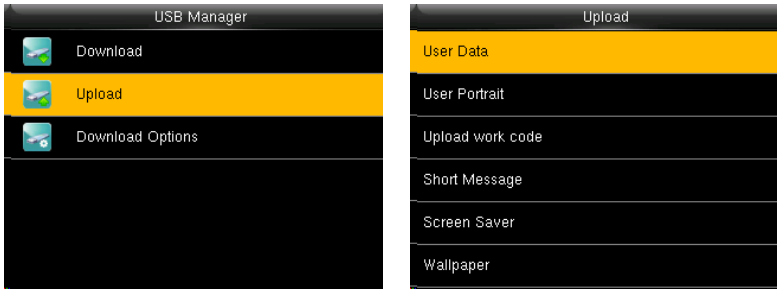 USB Manager
Download
Upload
Download Options
Upload
User Data
User Portrait
Upload work code
Short Message
Screen Saver
Wallpaper